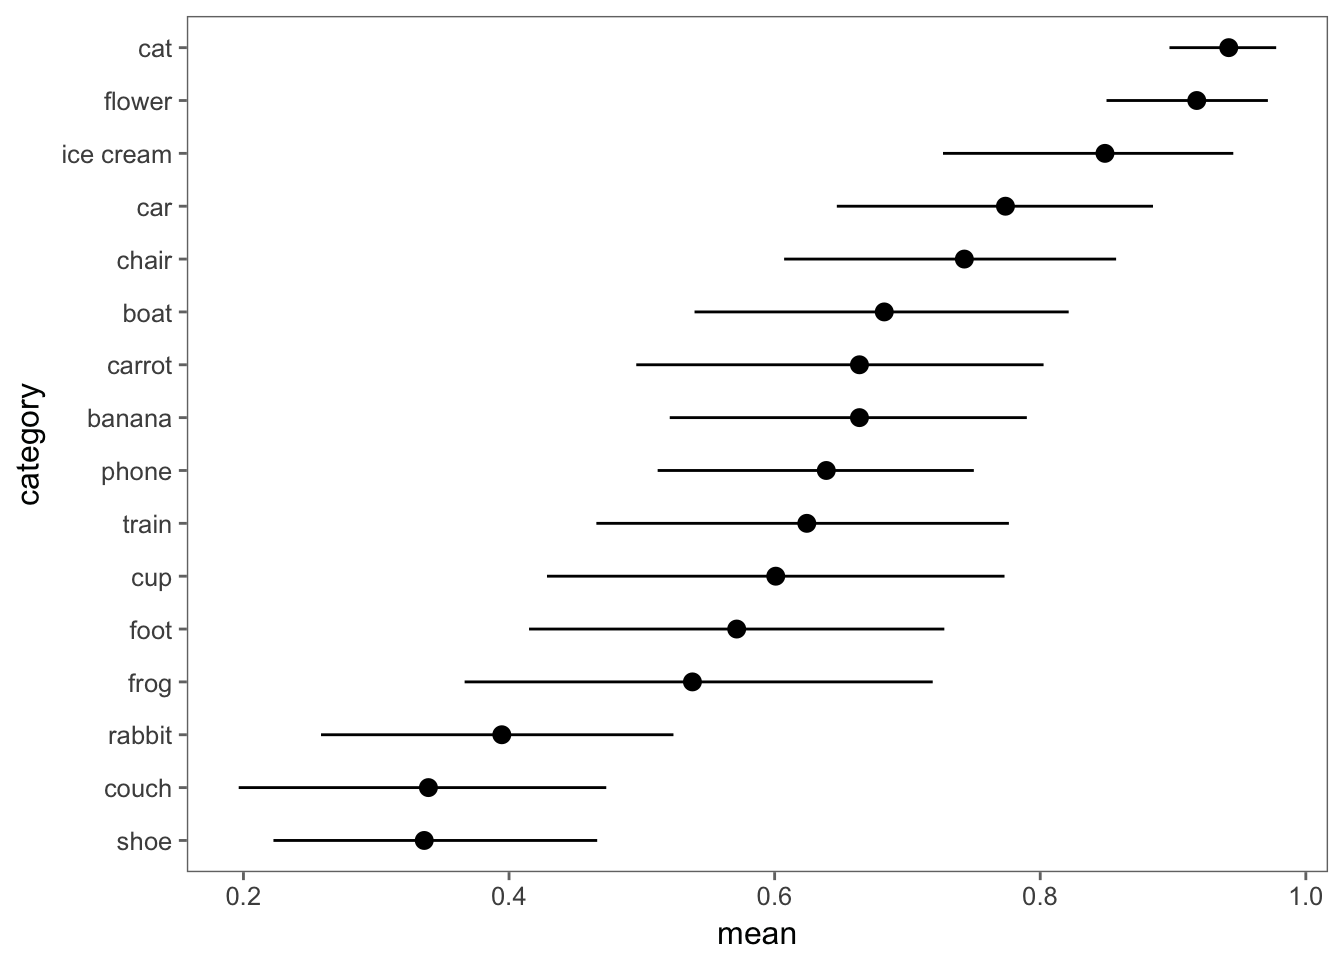 cat
flower
ice cream
car
chair
boat
carrot
banana
phone
train
cup
foot
frog
rabbit
couch
shoe
category
0.2 0.4 0.6 0.8 1.0
mean